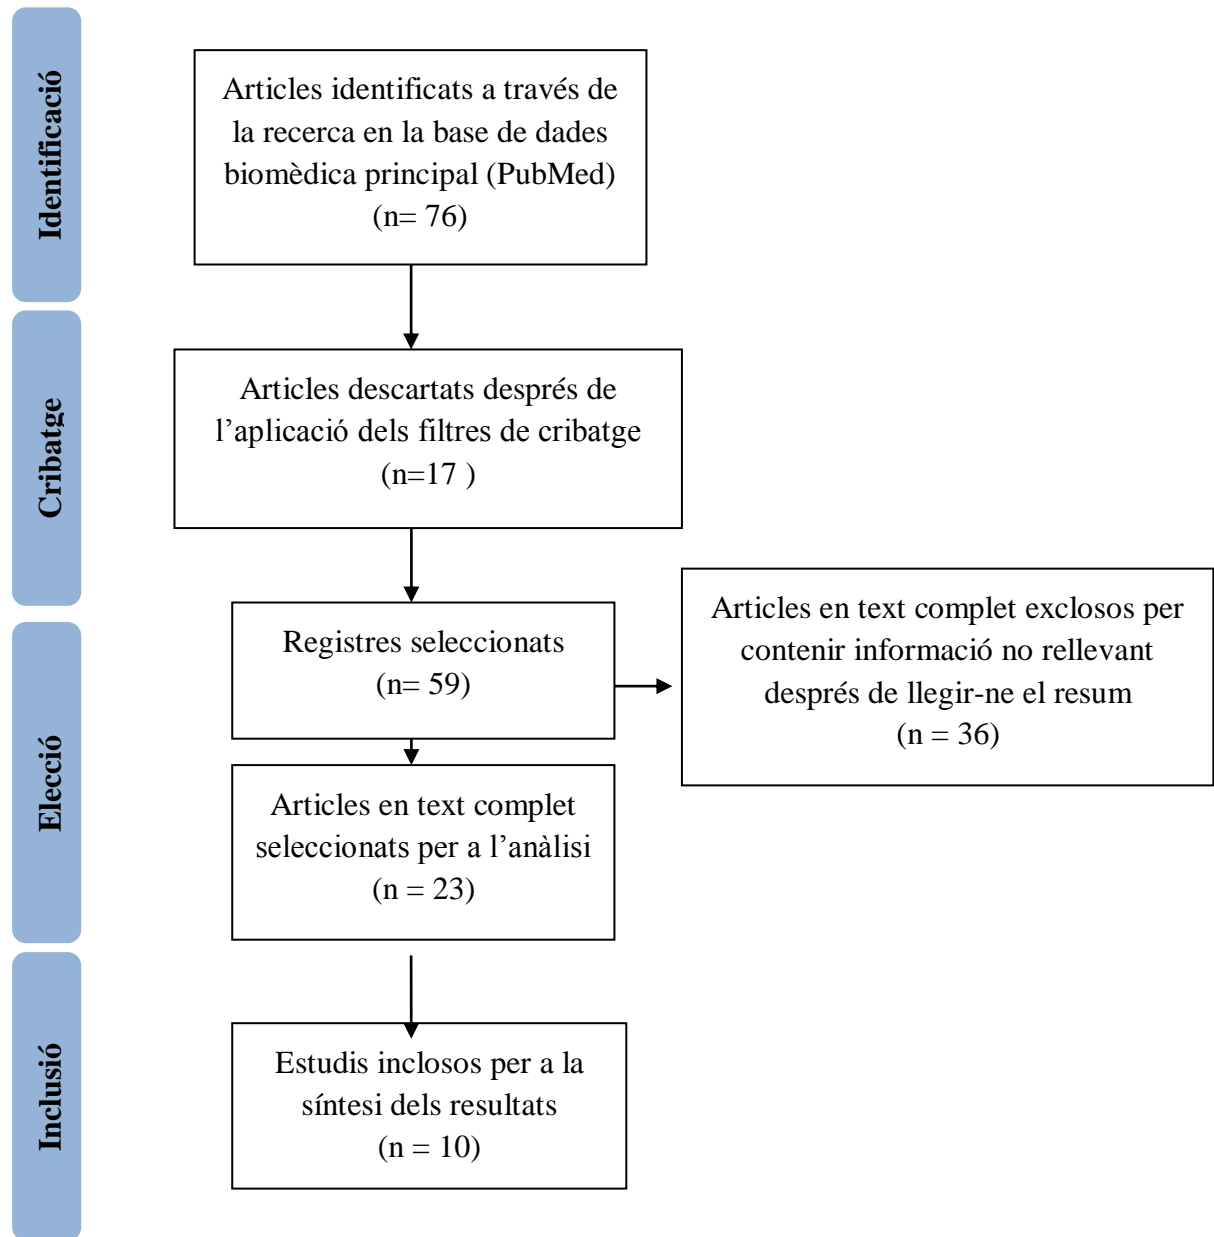 Identificació
Articles identificats a través de
la recerca en la base de dades
biomèdica principal (PubMed)
(n= 76)
Cribatge
Articles descartats després de
l’aplicació dels filtres de cribatge
(n=17 )
Elecció
Registres seleccionats
(n= 59)
Articles en text complet exclosos per
contenir informació no rellevant
després de llegir-ne el resum
(n = 36)
Articles en text complet
seleccionats per a l’anàlisi
(n = 23)
Inclusió
Estudis inclosos per a la
síntesi dels resultats
(n = 10)